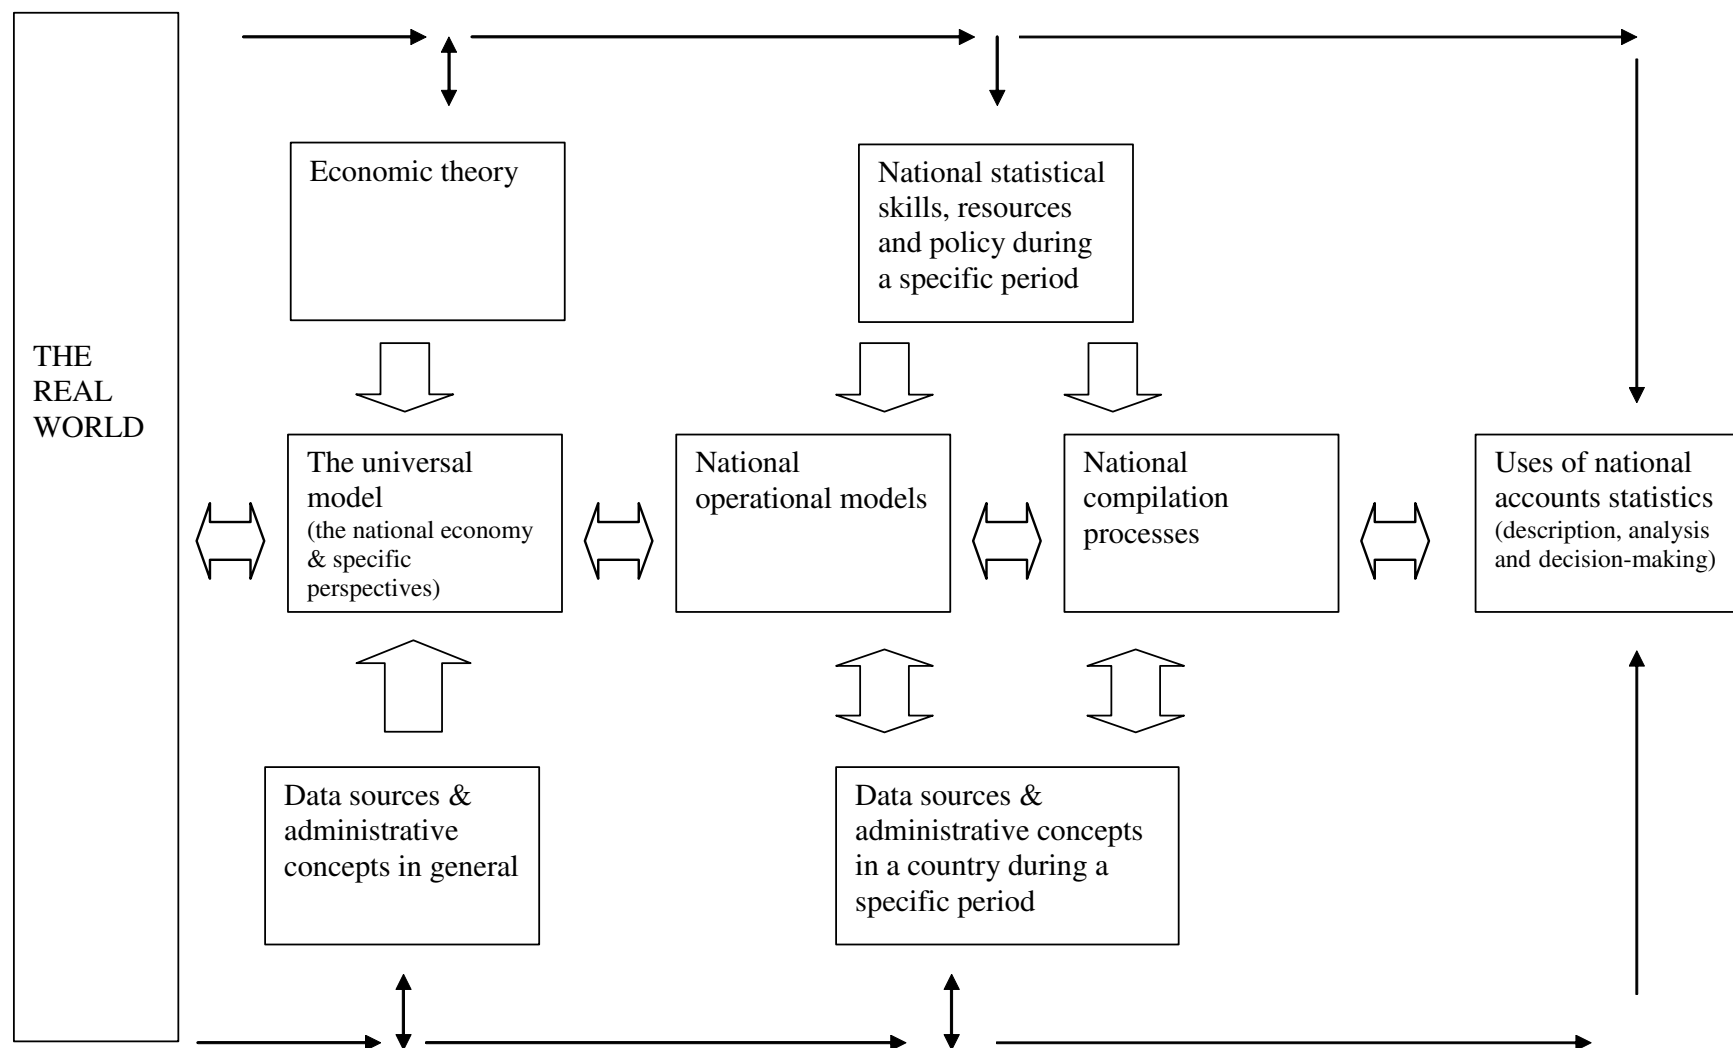 THE
REAL
WORLD
Economic theory
National statistical
skills, resources
and policy during
a specific period
The universal
model
(the national economy
& specific
perspectives)
National
operational models
National
compilation
processes
Uses of national
accounts statistics
(description, analysis
and decision-making)
Data sources &
administrative
concepts in general
Data sources &
administrative concepts
in a country during a
specific period